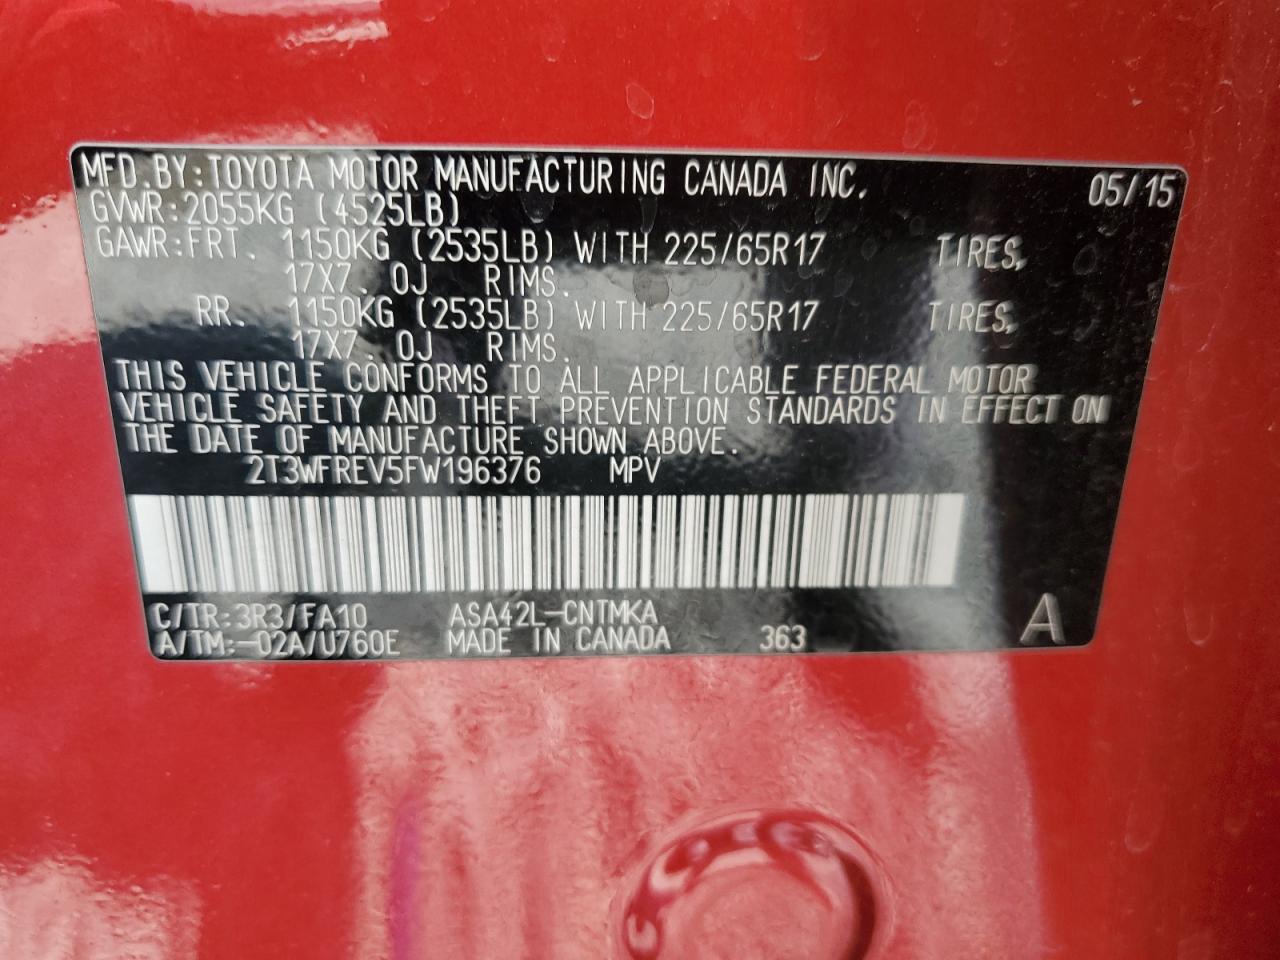 MFD.BY:TOYOTA MOTOR MANUFACTURING CANADA INC. 05/15
GVWR:2055KG (4525LB)
GAWR:FRT. 1150KG (2535LB) WITH 225/65R17 TIRES,
17X7.0J RIMS.
RR. 1150KG (2535LB) WITH 225/65R17 TIRES,
17X7.0J RIMS.
THIS VEHICLE CONFORMS TO ALL APPLICABLE FEDERAL MOTOR
VEHICLE SAFETY AND THEFT PREVENTION STANDARDS IN EFFECT ON
THE DATE OF MANUFACTURE SHOWN ABOVE.
2T3WFREV5FW196376 MPV
C/TR:3R3/FA10 ASA42L-CNTMKA
A/TM:-02A/U760E MADE IN CANADA 363 A